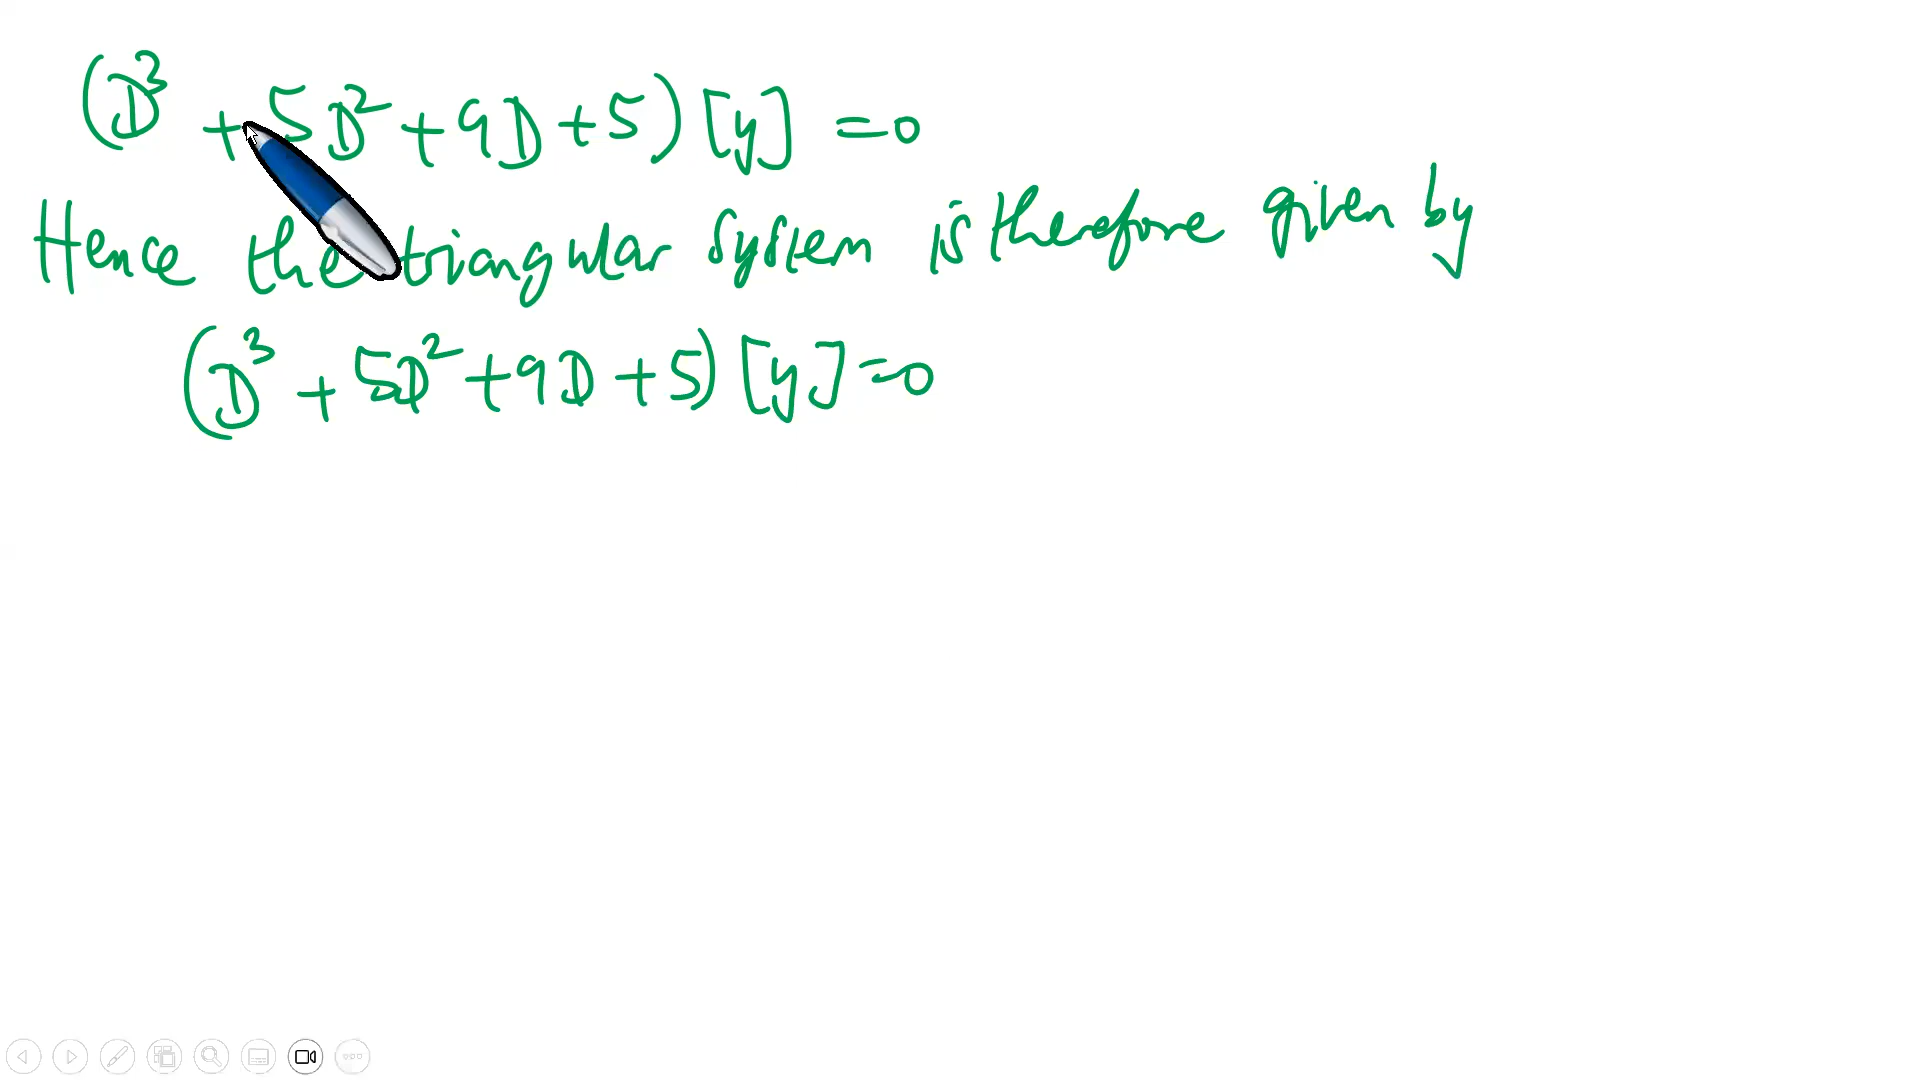 (D³ + 5D² + 9D + 5) [y] = 0
Hence the triangular system is therefore given by
(D³ + 5D² + 9D + 5) [y] = 0